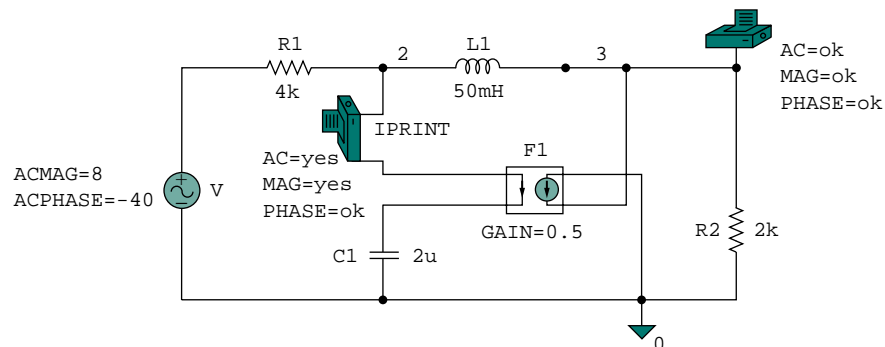 R1
4k
2
L1
50mH
3
AC=ok
MAG=ok
PHASE=ok
IPRINT
AC=yes
MAG=yes
PHASE=ok
ACMAG=8
ACPHASE=-40
+
−
V
F1
GAIN=0.5
C1
2u
R2
2k
0